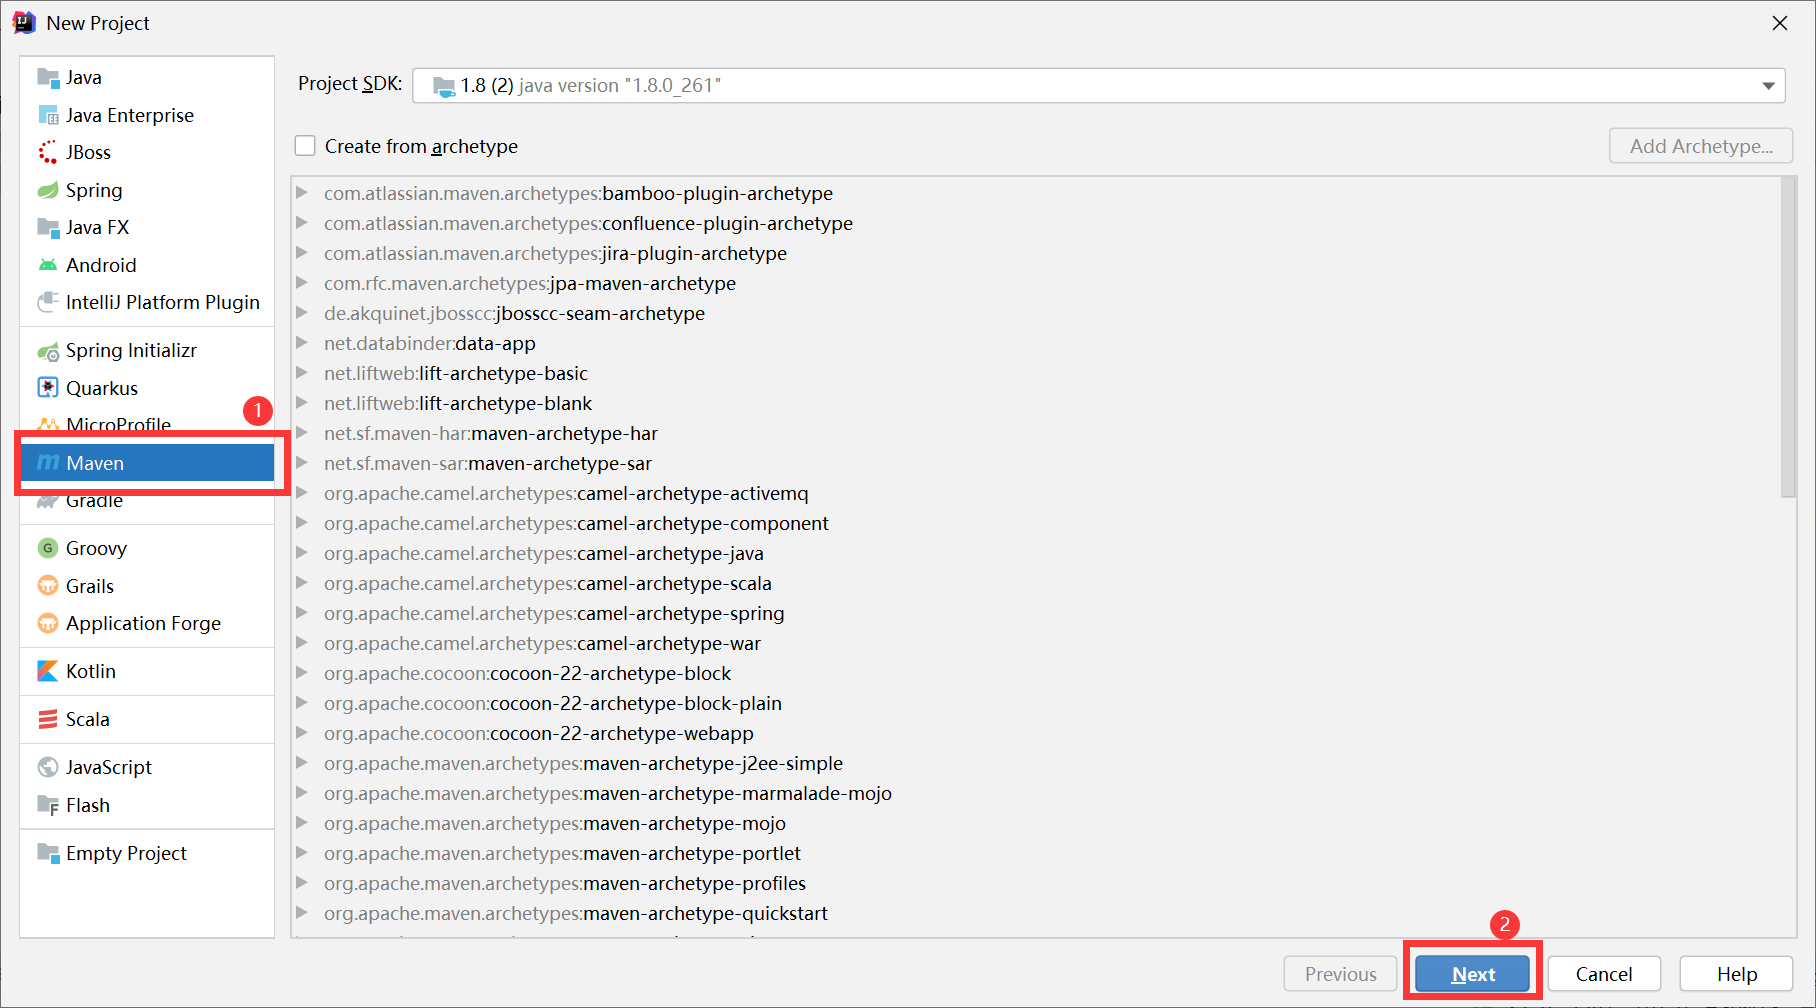 New Project
Java
Java Enterprise
JBoss
Spring
Java FX
Android
IntelliJ Platform Plugin
Spring Initializr
Quarkus
MicroProfile
1
Maven
Gradle
Groovy
Grails
Application Forge
Kotlin
Scala
JavaScript
Flash
Empty Project
Project SDK: 1.8 (2) java version "1.8.0_261"
Create from archetype
Add Archetype...
com.atlassian.maven.archetypes:bamboo-plugin-archetype
com.atlassian.maven.archetypes:confluence-plugin-archetype
com.atlassian.maven.archetypes:jira-plugin-archetype
com.rfc.maven.archetypes:jpa-maven-archetype
de.akquinet.jbosscc:jbosscc-seam-archetype
net.databinder:data-app
net.liftweb:lift-archetype-basic
net.liftweb:lift-archetype-blank
net.sf.maven-har:maven-archetype-har
net.sf.maven-sar:maven-archetype-sar
org.apache.camel.archetypes:camel-archetype-activemq
org.apache.camel.archetypes:camel-archetype-component
org.apache.camel.archetypes:camel-archetype-java
org.apache.camel.archetypes:camel-archetype-scala
org.apache.camel.archetypes:camel-archetype-spring
org.apache.camel.archetypes:camel-archetype-war
org.apache.cocoon:cocoon-22-archetype-block
org.apache.cocoon:cocoon-22-archetype-block-plain
org.apache.cocoon:cocoon-22-archetype-webapp
org.apache.maven.archetypes:maven-archetype-j2ee-simple
org.apache.maven.archetypes:maven-archetype-marmalade-mojo
org.apache.maven.archetypes:maven-archetype-mojo
org.apache.maven.archetypes:maven-archetype-portlet
org.apache.maven.archetypes:maven-archetype-profiles
org.apache.maven.archetypes:maven-archetype-quickstart
2
Previous
Next
Cancel
Help